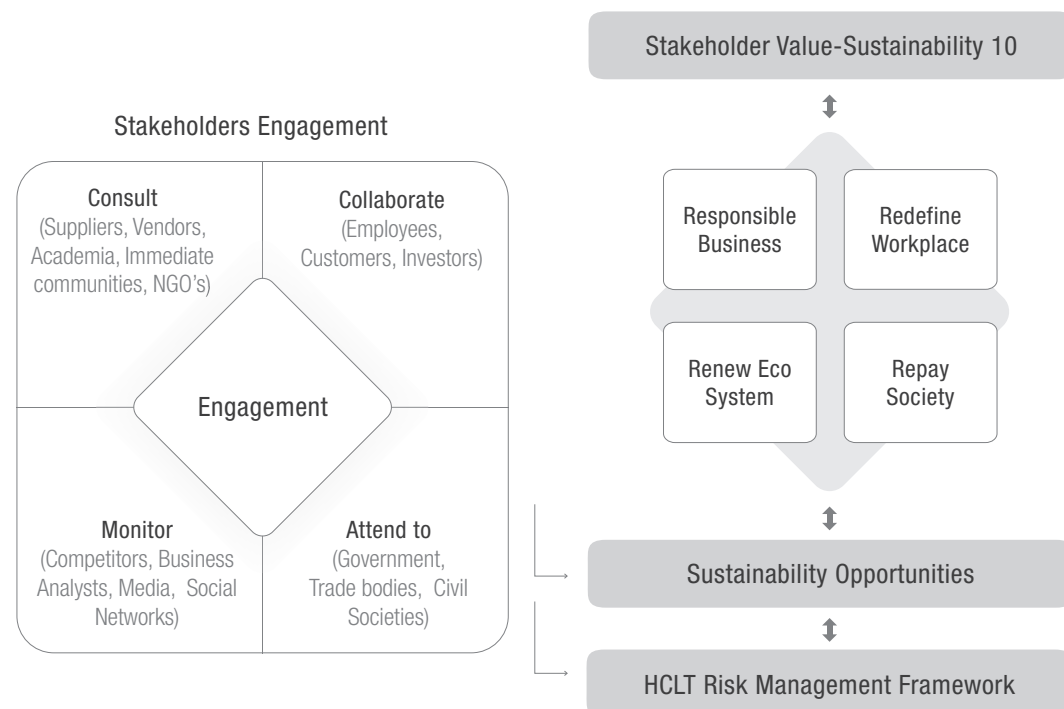 Stakeholders Engagement
Consult
(Suppliers, Vendors,
Academia, Immediate
communities, NGO's)
Collaborate
(Employees,
Customers, Investors)
Engagement
Monitor
(Competitors, Business
Analysts, Media, Social
Networks)
Attend to
(Government,
Trade bodies, Civil
Societies)
Stakeholder Value-Sustainability 10
Responsible
Business
Redefine
Workplace
Renew Eco
System
Repay
Society
Sustainability Opportunities
HCLT Risk Management Framework